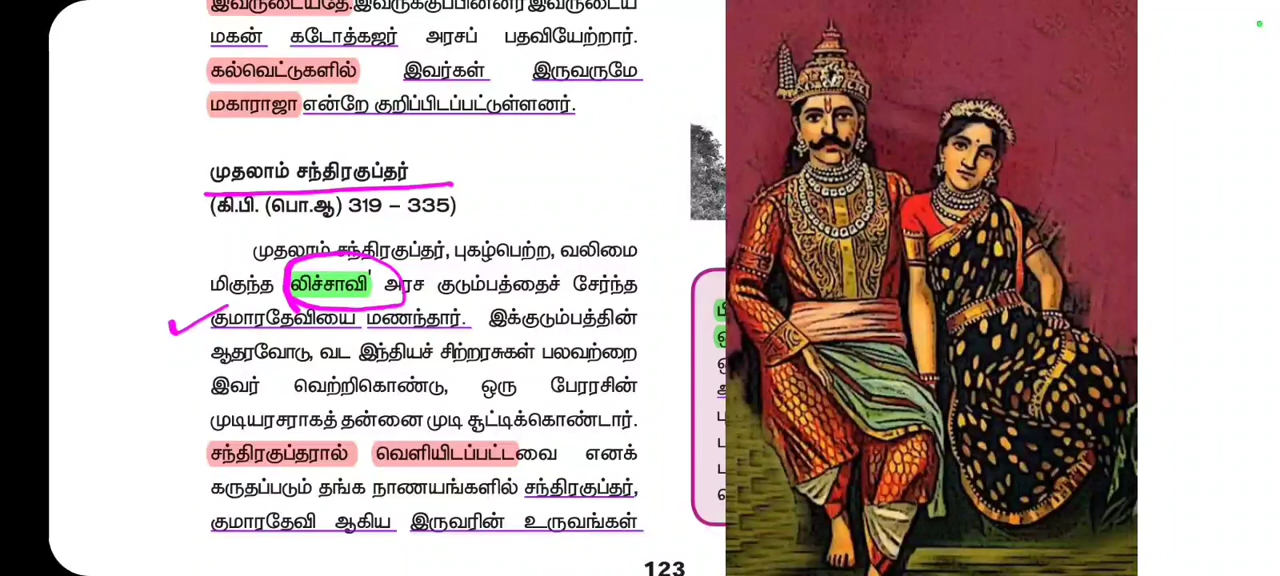 இவருடையதே.இவருக்குப்பின்னர் இவருடைய
மகன் கடோத்கஜர் அரசப் பதவியேற்றார்.
கல்வெட்டுகளில் இவர்கள் இருவருமே
மகாராஜா என்றே குறிப்பிடப்பட்டுள்ளனர்.
முதலாம் சந்திரகுப்தர்
(கி.பி. (பொ.ஆ) 319 – 335)
முதலாம் சந்திரகுப்தர், புகழ்பெற்ற, வலிமை
மிகுந்த லிச்சாவி அரச குடும்பத்தைச் சேர்ந்த
குமாரதேவியை மணந்தார். இக்குடும்பத்தின்
ஆதரவோடு, வட இந்தியச் சிற்றரசுகள் பலவற்றை
இவர் வெற்றிகொண்டு, ஒரு பேரரசின்
முடியரசராகத் தன்னை முடி சூட்டிக்கொண்டார்.
சந்திரகுப்தரால் வெளியிடப்பட்டவை எனக்
கருதப்படும் தங்க நாணயங்களில் சந்திரகுப்தர்,
குமாரதேவி ஆகிய இருவரின் உருவங்கள்
123